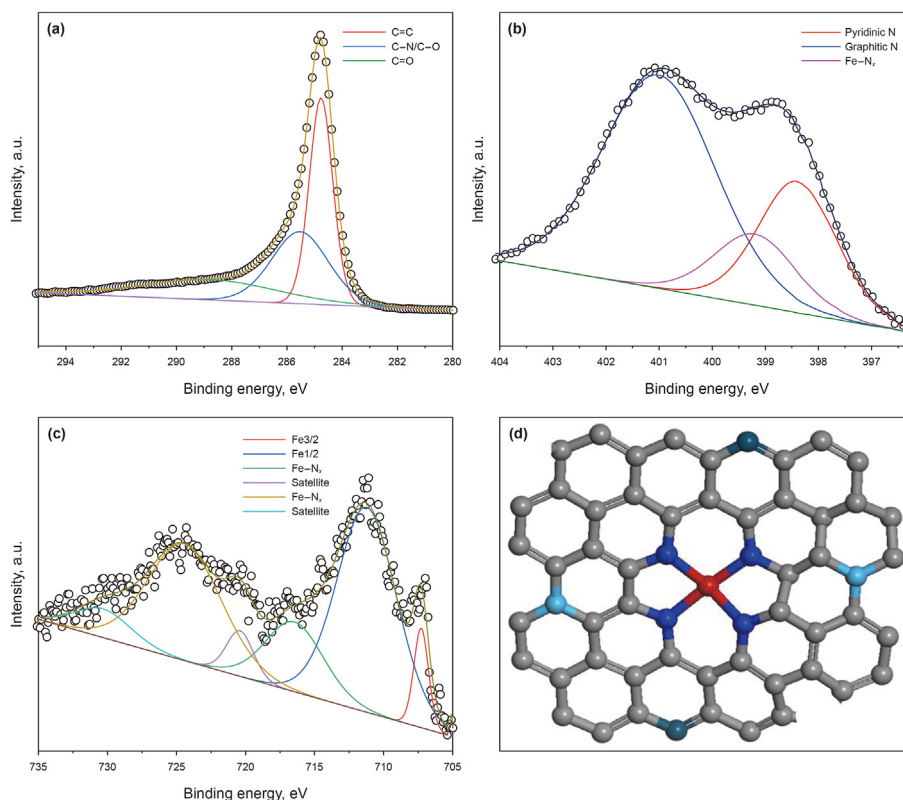 (a)
C=C
C–N/C–O
C=O
Intensity, a.u.
294 292 290 288 286 284 282 280
Binding energy, eV
(b)
Pyridinic N
Graphitic N
Fe–Nₓ
Intensity, a.u.
404 403 401 400 399 398 397
Binding energy, eV
(c)
Fe3/2
Fe1/2
Fe–Nₓ
Satellite
Fe–Nₓ
Satellite
Intensity, a.u.
735 730 725 720 715 710 705
Binding energy, eV
(d)